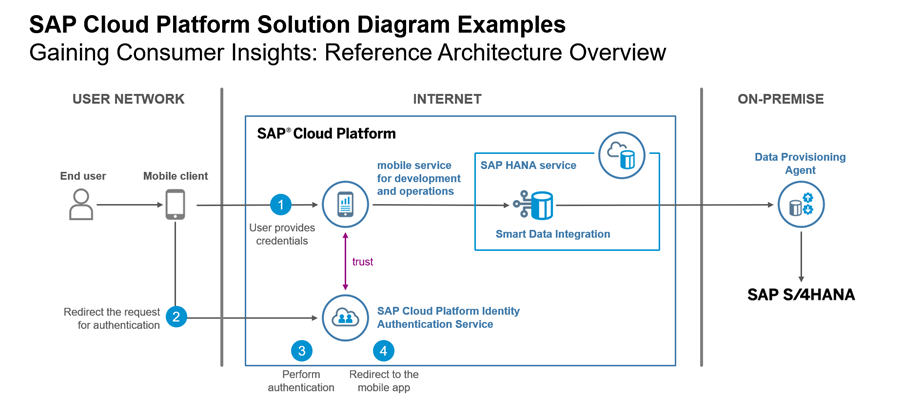 SAP Cloud Platform Solution Diagram Examples
Gaining Consumer Insights: Reference Architecture Overview
USER NETWORK
INTERNET
ON-PREMISE
SAP® Cloud Platform
End user
Mobile client
1
User provides
credentials
mobile service
for development
and operations
SAP HANA service
Smart Data Integration
Data Provisioning
Agent
trust
SAP S/4HANA
Redirect the request
for authentication
2
SAP Cloud Platform Identity
Authentication Service
3
Perform
authentication
4
Redirect to the
mobile app